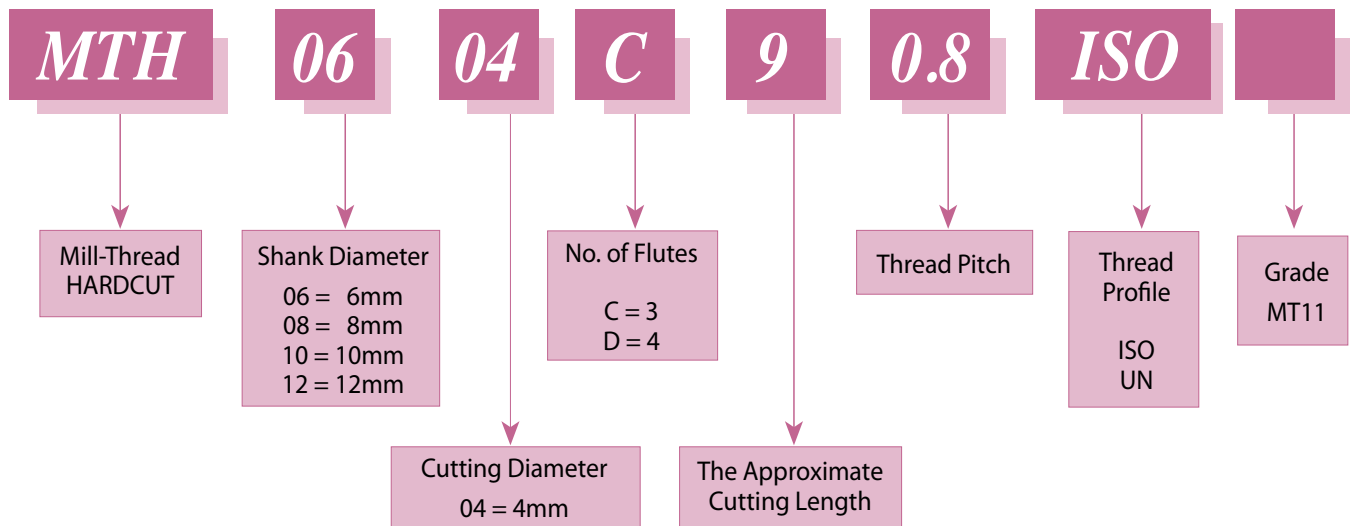 MTH 06 04 C 9 0.8 ISO
Mill-Thread
HARDCUT
Shank Diameter
06 = 6mm
08 = 8mm
10 = 10mm
12 = 12mm
Cutting Diameter
04 = 4mm
No. of Flutes
C = 3
D = 4
The Approximate
Cutting Length
Thread Pitch
Thread
Profile
ISO
UN
Grade
MT11